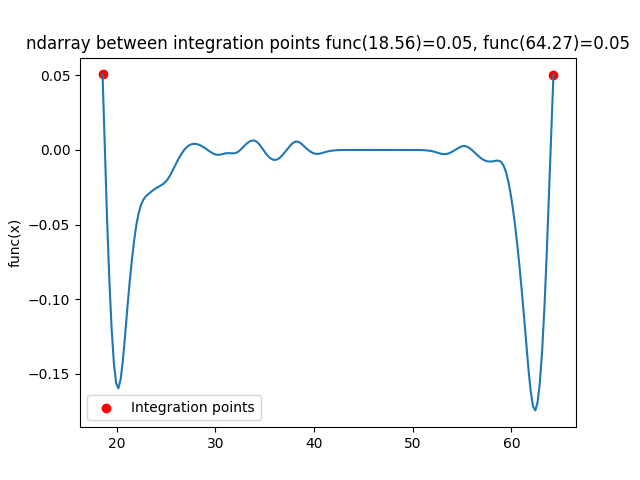 ndarray between integration points func(18.56)=0.05, func(64.27)=0.05
0.05
0.00
−0.05
−0.10
−0.15
func(x)
Integration points
20 30 40 50 60